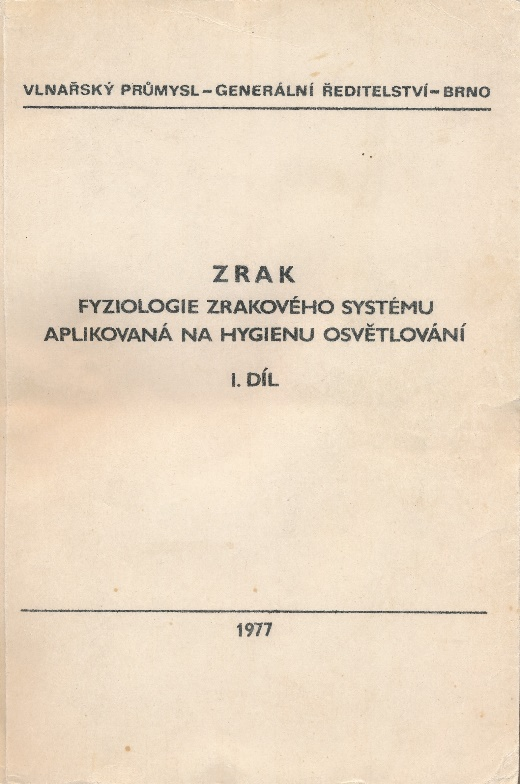 VLNAŘSKÝ PRŮMYSL – GENERÁLNÍ ŘEDITELSTVÍ – BRNO
ZRAK
FYZIOLOGIE ZRAKOVÉHO SYSTÉMU
APLIKOVANÁ NA HYGIENU OSVĚTLOVÁNÍ
I. DÍL
1977